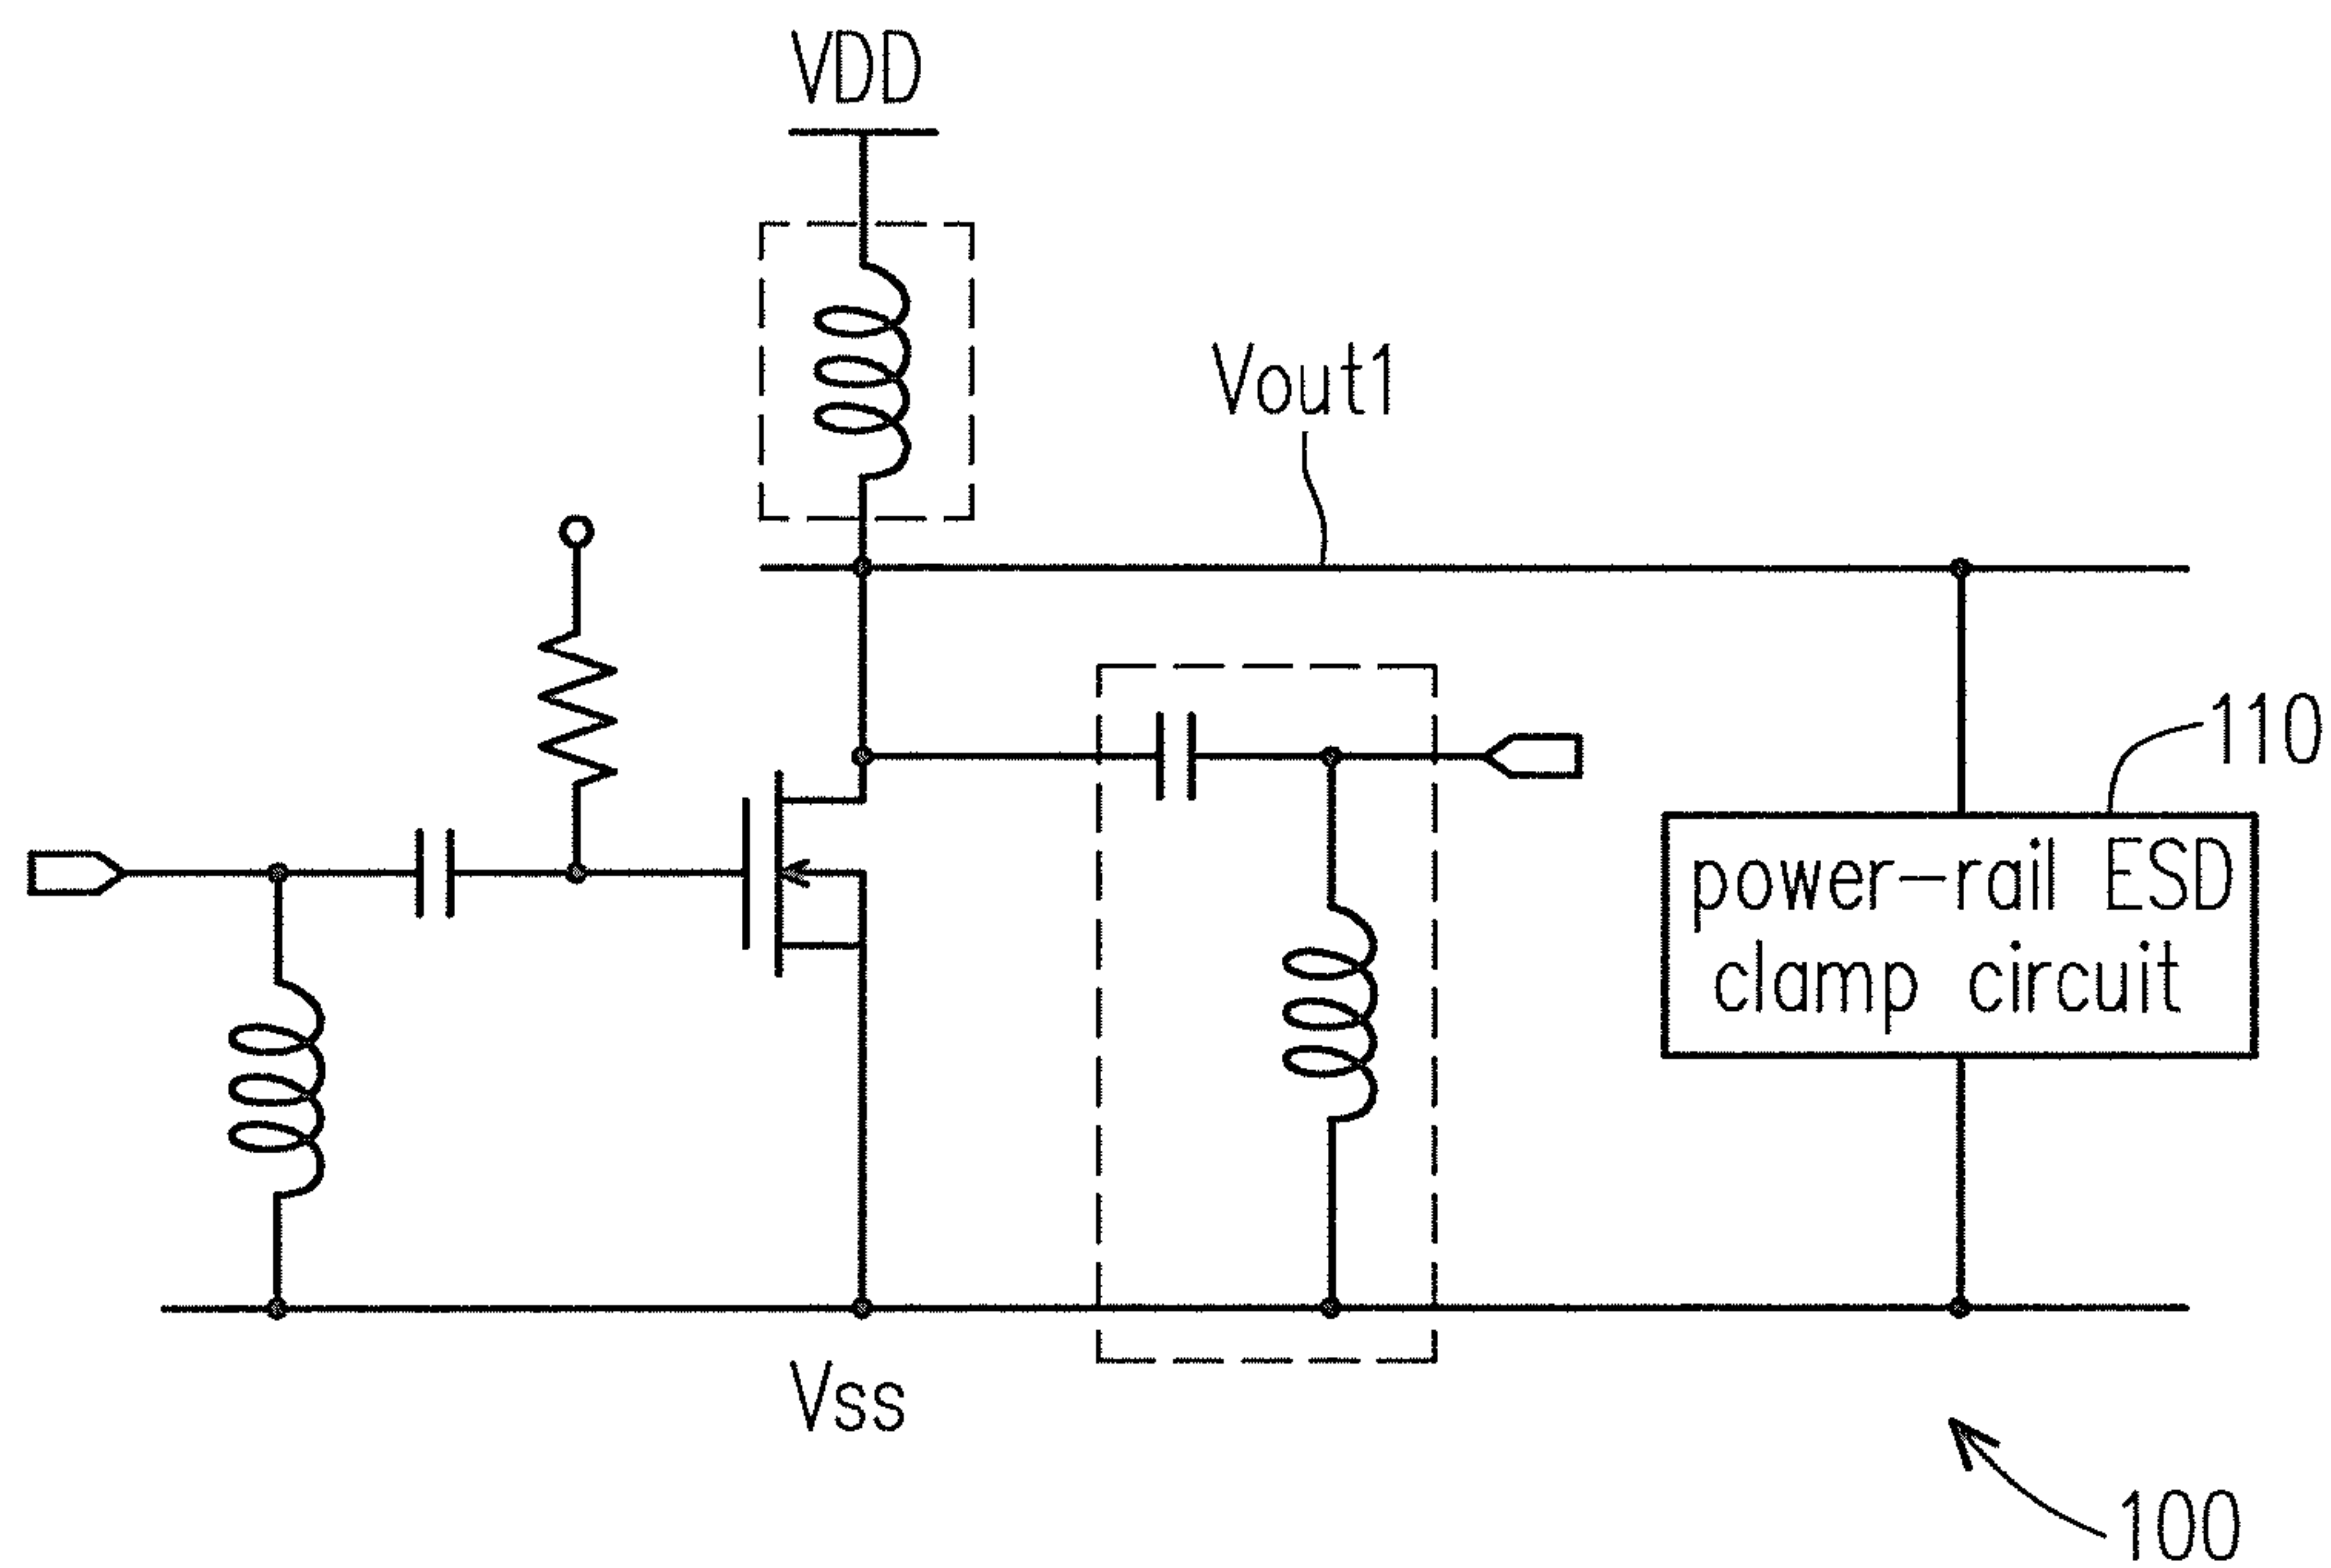 VDD
Vout1
110
power-rail ESD
clamp circuit
Vss
100